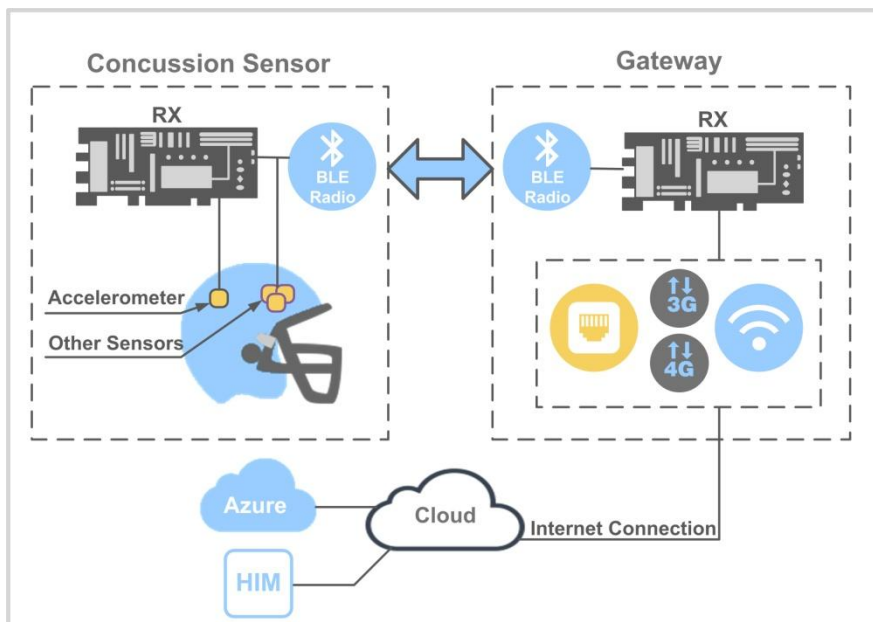 Concussion Sensor
Gateway
RX
RX
BLE
Radio
BLE
Radio
Accelerometer
Other Sensors
3G
4G
Azure
Cloud
Internet Connection
HIM